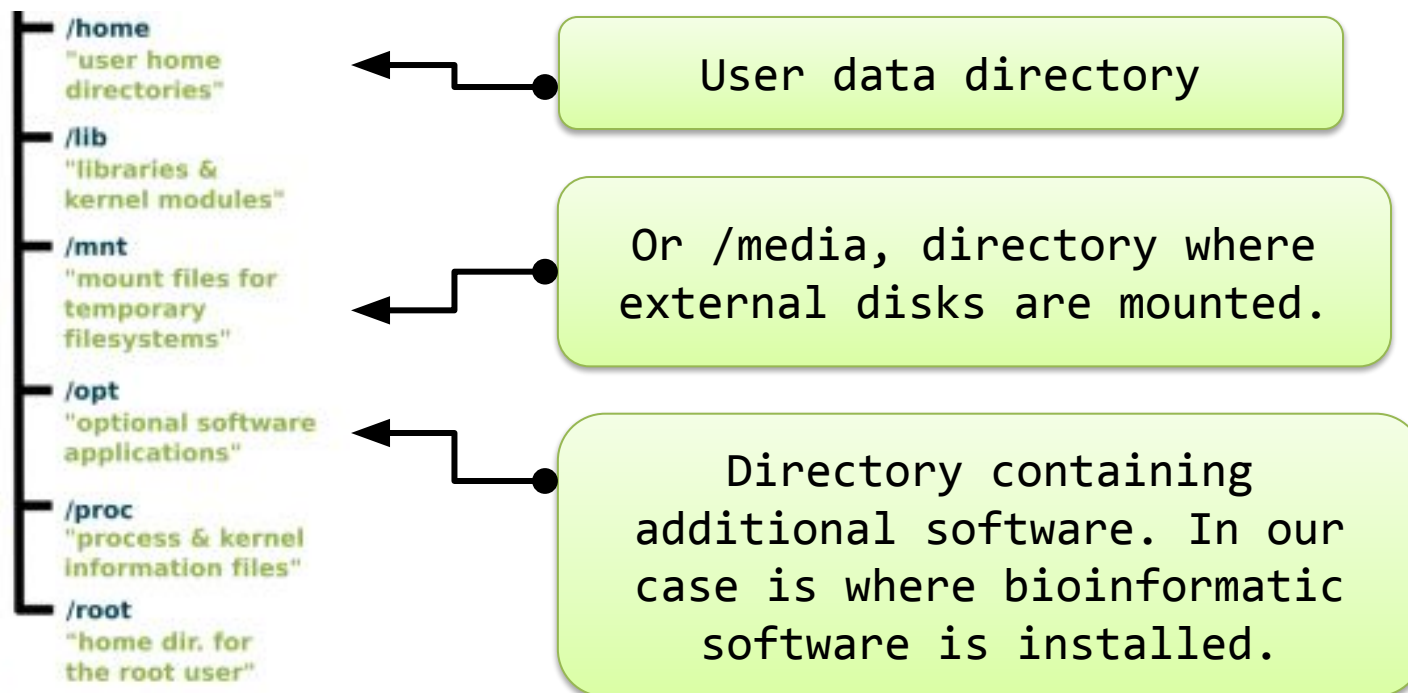 /home
"user home
directories"
User data directory
/lib
"libraries &
kernel modules"
/mnt
"mount files for
temporary
filesystems"
Or /media, directory where
external disks are mounted.
/opt
"optional software
applications"
Directory containing
additional software. In our
case is where bioinformatic
software is installed.
/proc
"process & kernel
information files"
/root
"home dir. for
the root user"